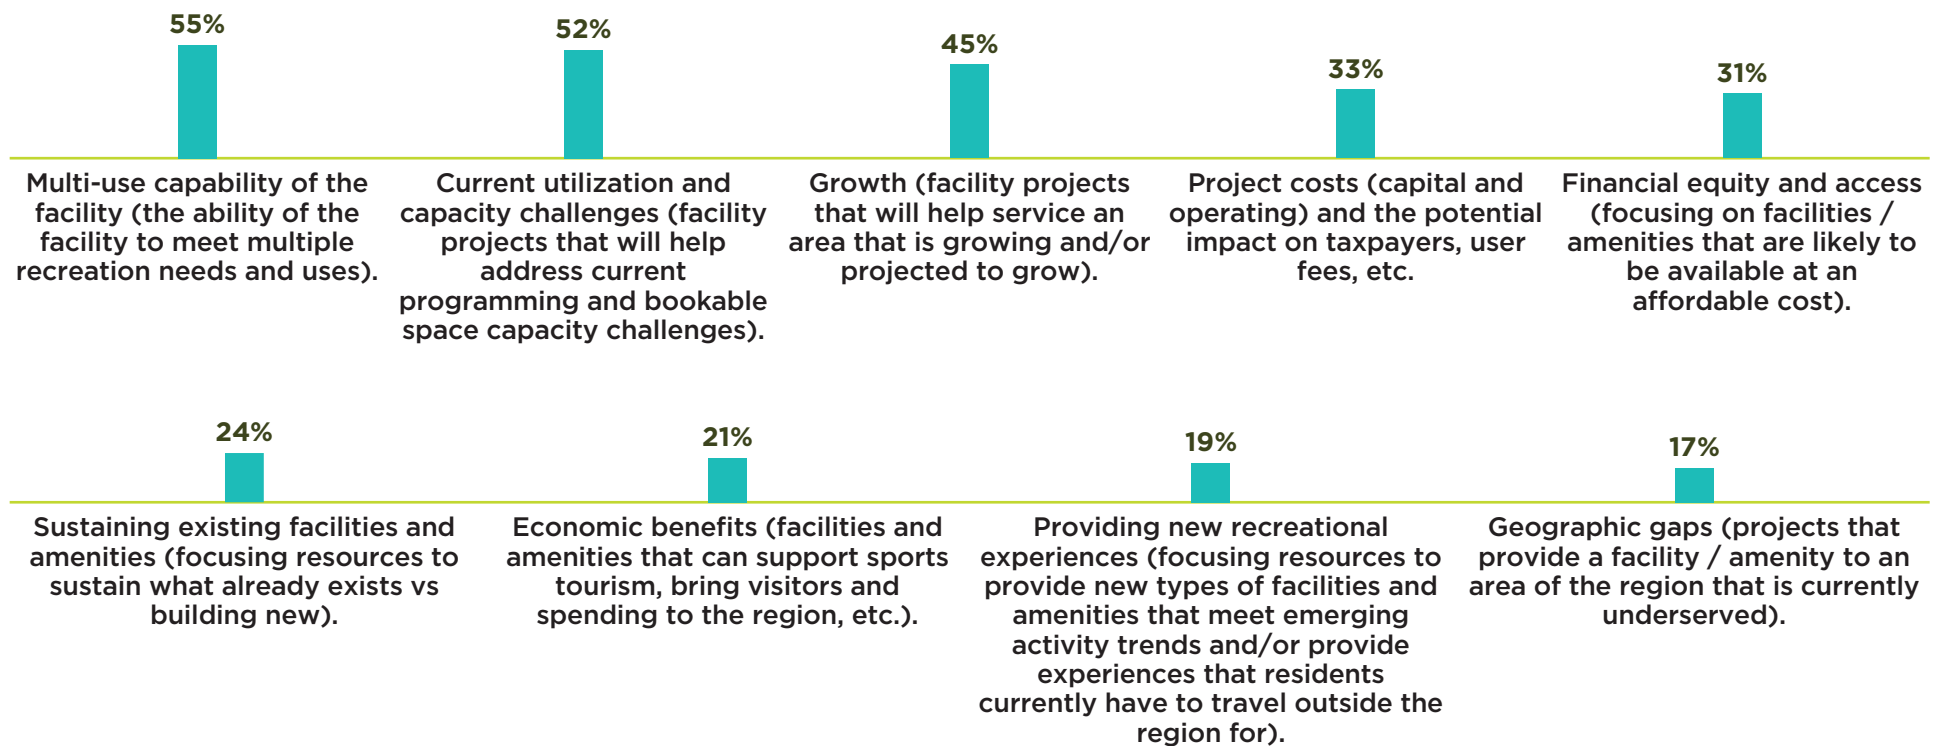 55%
52%
45%
33%
31%
Multi-use capability of the
facility (the ability of the
facility to meet multiple
recreation needs and uses).
Current utilization and
capacity challenges (facility
projects that will help
address current
programming and bookable
space capacity challenges).
Growth (facility projects
that will help service an
area that is growing and/or
projected to grow).
Project costs (capital and
operating) and the potential
impact on taxpayers, user
fees, etc.
Financial equity and access
(focusing on facilities /
amenities that are likely to
be available at an
affordable cost).
24%
21%
19%
17%
Sustaining existing facilities and
amenities (focusing resources to
sustain what already exists vs
building new).
Economic benefits (facilities and
amenities that can support sports
tourism, bring visitors and
spending to the region, etc.).
Providing new recreational
experiences (focusing resources to
provide new types of facilities and
amenities that meet emerging
activity trends and/or provide
experiences that residents
currently have to travel outside the
region for).
Geographic gaps (projects that
provide a facility / amenity to an
area of the region that is currently
underserved).